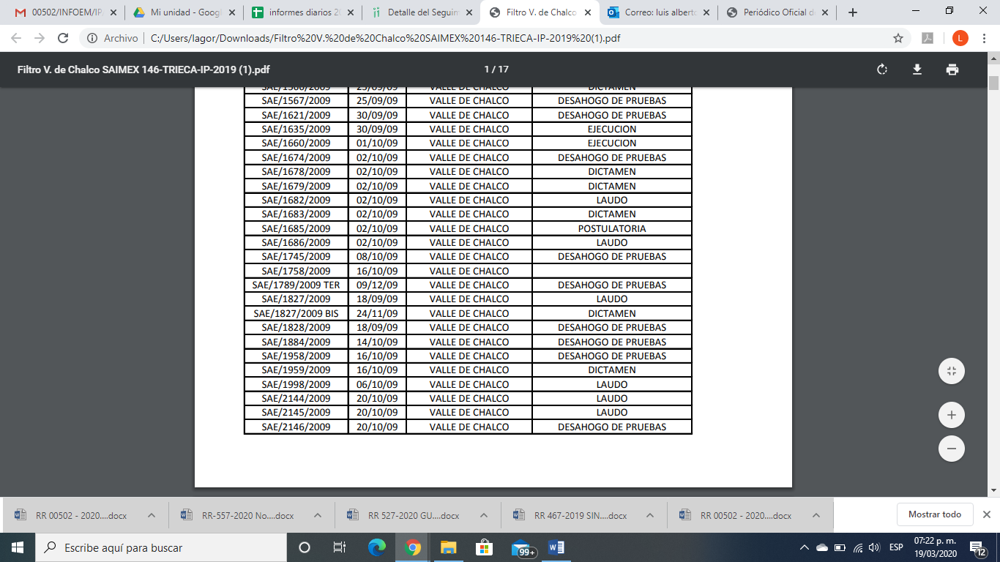 00502/INFOEM/IP/
Mi unidad - Googl
informes diarios 20
Detalle del Seguim
Filtro V. de Chalco
Correo: luis alberto
Periódico Oficial d
Archivo
C:/Users/lagor/Downloads/Filtro%20V.%20de%20Chalco%20SAIMEX%20146-TRIECA-IP-2019%20(1).pdf
L
Filtro V. de Chalco SAIMEX 146-TRIECA-IP-2019 (1).pdf
1 / 17
SAE/1566/2009 25/09/09 VALLE DE CHALCO DICTAMEN
SAE/1567/2009 25/09/09 VALLE DE CHALCO DESAHOGO DE PRUEBAS
SAE/1621/2009 30/09/09 VALLE DE CHALCO DESAHOGO DE PRUEBAS
SAE/1635/2009 30/09/09 VALLE DE CHALCO EJECUCION
SAE/1660/2009 01/10/09 VALLE DE CHALCO EJECUCION
SAE/1674/2009 02/10/09 VALLE DE CHALCO DESAHOGO DE PRUEBAS
SAE/1678/2009 02/10/09 VALLE DE CHALCO DICTAMEN
SAE/1679/2009 02/10/09 VALLE DE CHALCO DICTAMEN
SAE/1682/2009 02/10/09 VALLE DE CHALCO LAUDO
SAE/1683/2009 02/10/09 VALLE DE CHALCO DICTAMEN
SAE/1685/2009 02/10/09 VALLE DE CHALCO POSTULATORIA
SAE/1686/2009 02/10/09 VALLE DE CHALCO LAUDO
SAE/1745/2009 08/10/09 VALLE DE CHALCO DESAHOGO DE PRUEBAS
SAE/1758/2009 16/10/09 VALLE DE CHALCO
SAE/1789/2009 TER 09/12/09 VALLE DE CHALCO DESAHOGO DE PRUEBAS
SAE/1827/2009 18/09/09 VALLE DE CHALCO LAUDO
SAE/1827/2009 BIS 24/11/09 VALLE DE CHALCO DICTAMEN
SAE/1828/2009 18/09/09 VALLE DE CHALCO DESAHOGO DE PRUEBAS
SAE/1884/2009 14/10/09 VALLE DE CHALCO DESAHOGO DE PRUEBAS
SAE/1958/2009 16/10/09 VALLE DE CHALCO DESAHOGO DE PRUEBAS
SAE/1959/2009 16/10/09 VALLE DE CHALCO DICTAMEN
SAE/1998/2009 06/10/09 VALLE DE CHALCO LAUDO
SAE/2144/2009 20/10/09 VALLE DE CHALCO LAUDO
SAE/2145/2009 20/10/09 VALLE DE CHALCO LAUDO
SAE/2146/2009 20/10/09 VALLE DE CHALCO DESAHOGO DE PRUEBAS
RR 00502 - 2020....docx
RR-557-2020 No....docx
RR 527-2020 GU....docx
RR 467-2019 SIN....docx
RR 00502 - 2020....docx
Mostrar todo
Escribe aquí para buscar
99+
ESP
07:22 p. m.
19/03/2020
12